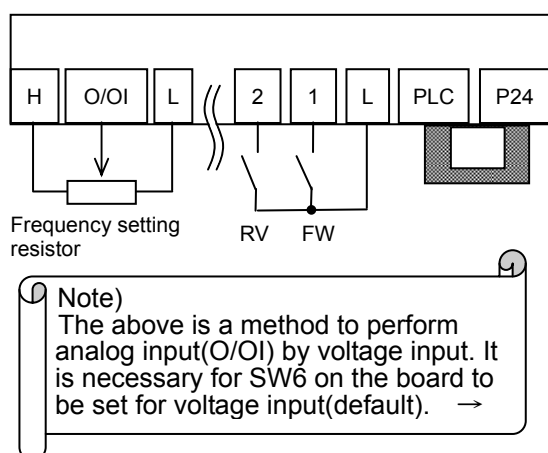 H O/OI L 2 1 L PLC P24
Frequency setting
resistor
RV FW
Note)
The above is a method to perform
analog input(O/OI) by voltage input. It
is necessary for SW6 on the board to
be set for voltage input(default). →